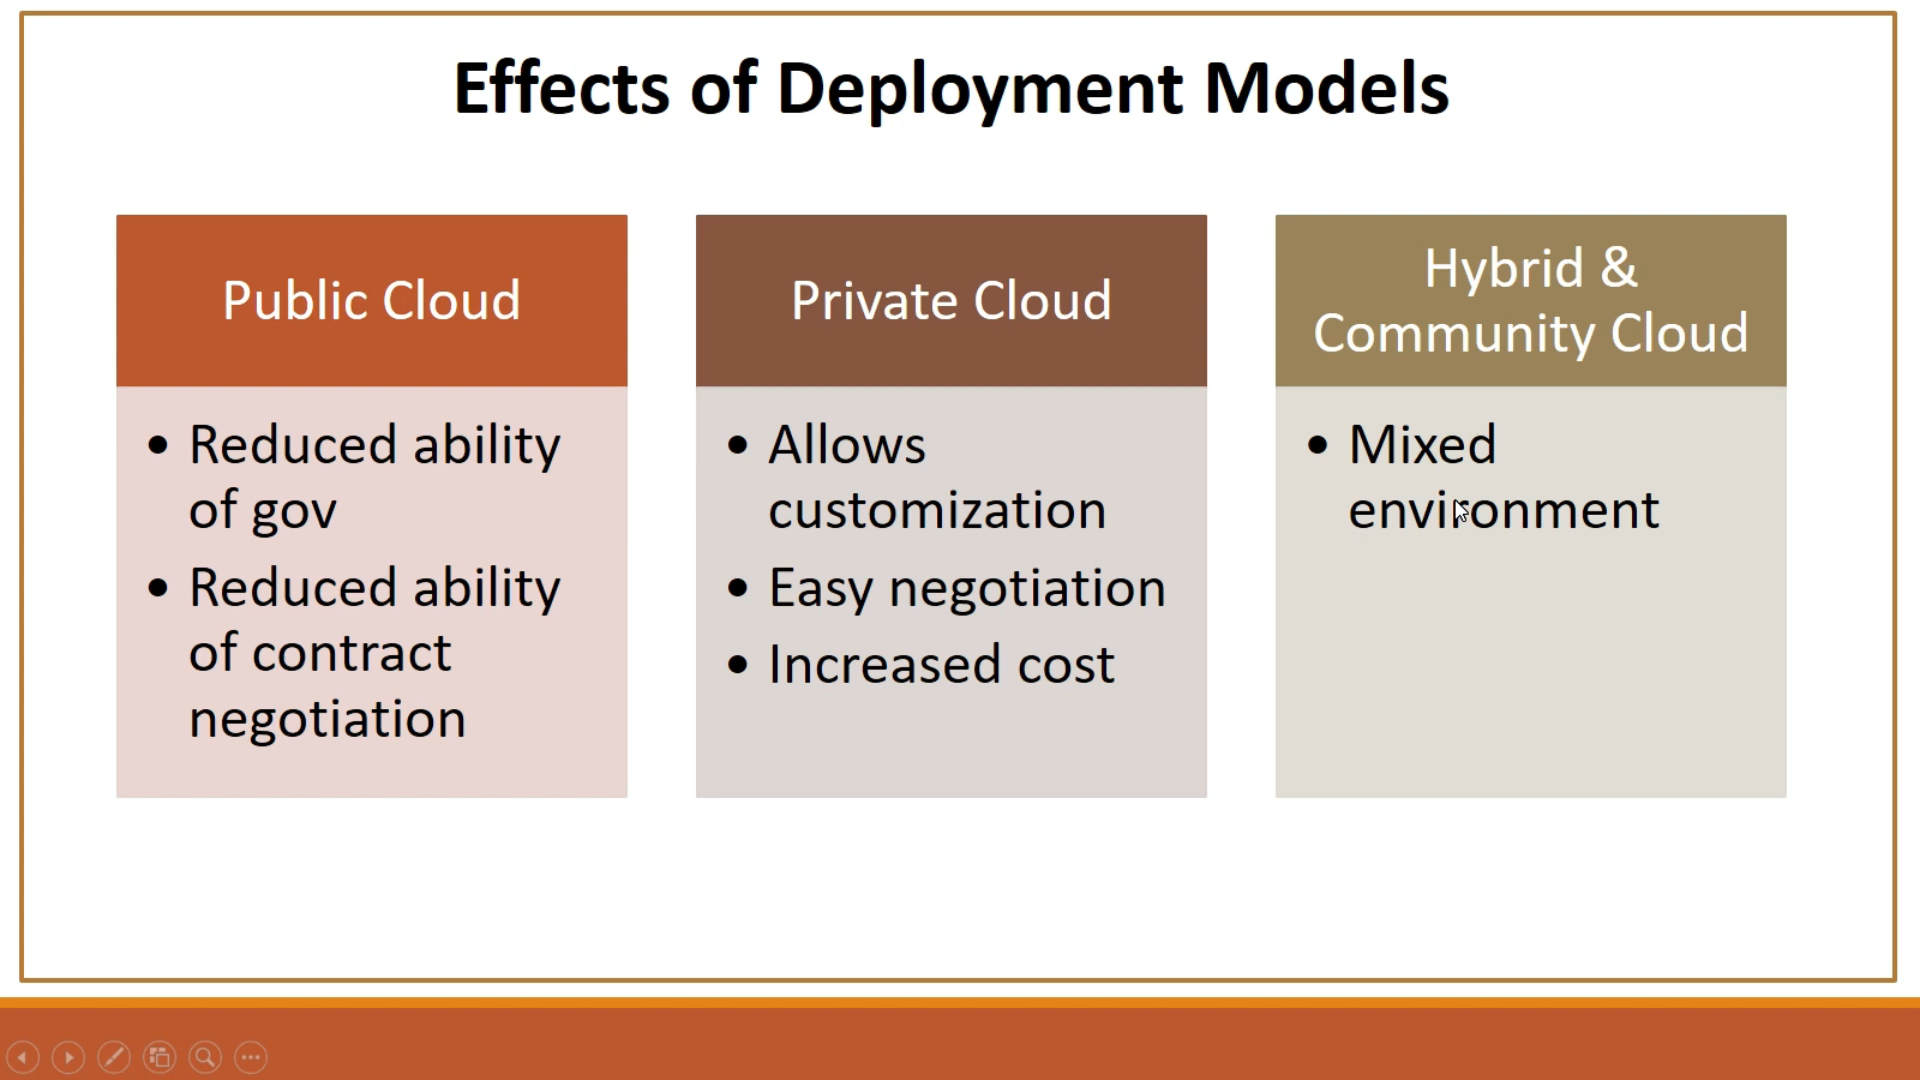 Effects of Deployment Models
Public Cloud
• Reduced ability
of gov
• Reduced ability
of contract
negotiation
Private Cloud
• Allows
customization
• Easy negotiation
• Increased cost
Hybrid &
Community Cloud
• Mixed
environment